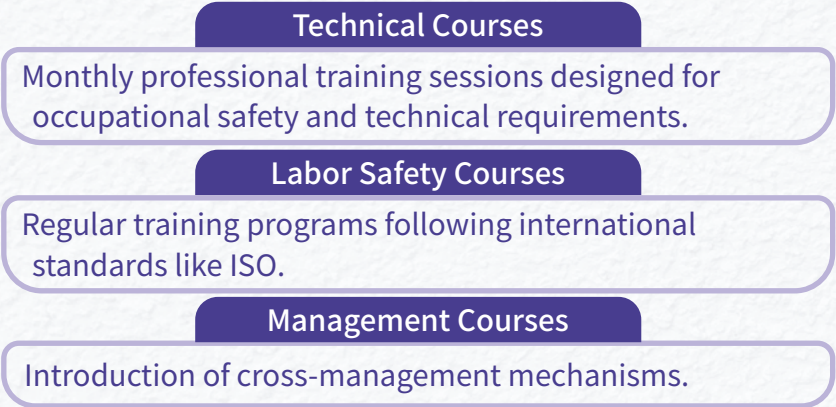 Technical Courses
Monthly professional training sessions designed for
occupational safety and technical requirements.
Labor Safety Courses
Regular training programs following international
standards like ISO.
Management Courses
Introduction of cross-management mechanisms.